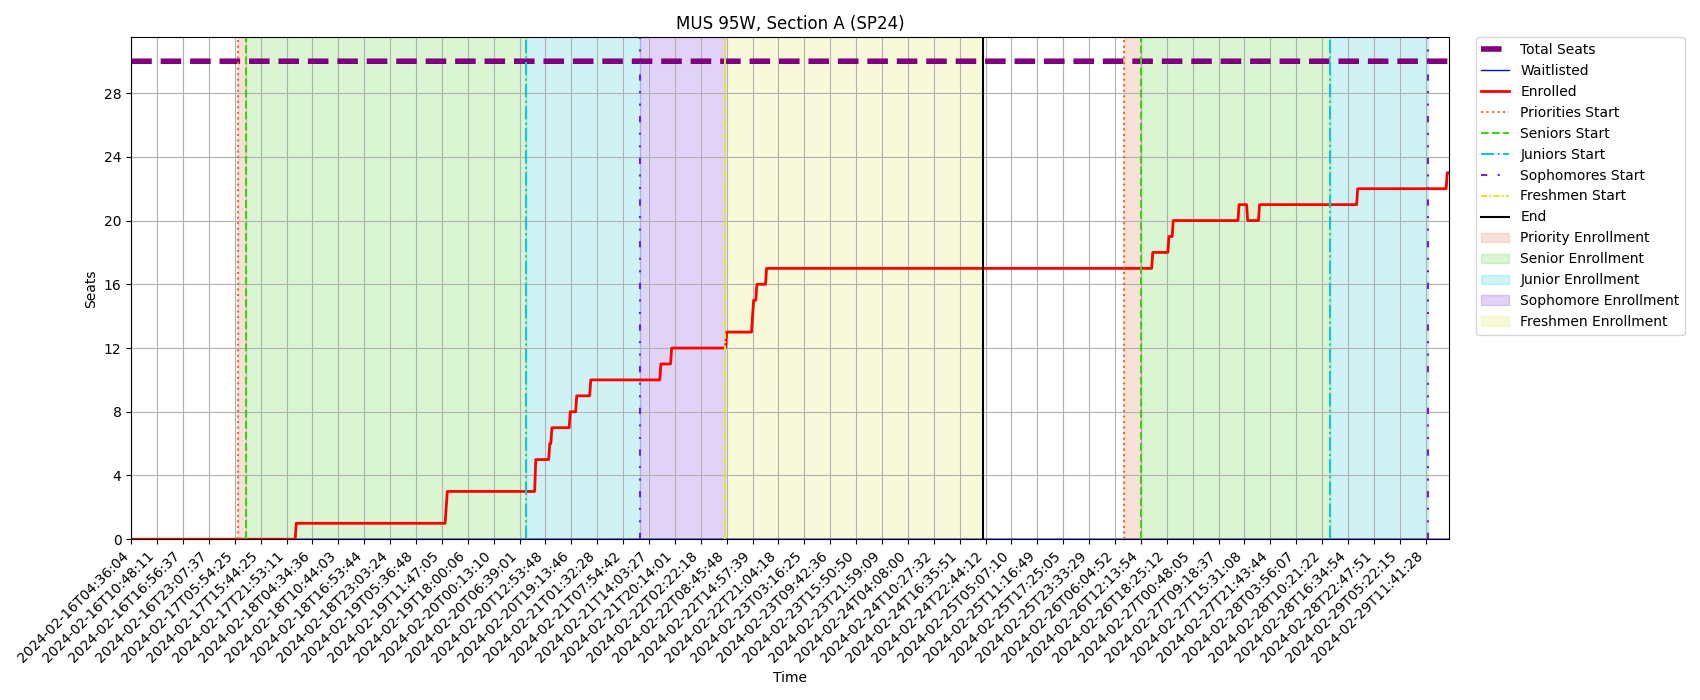 MUS 95W, Section A (SP24)
Seats
28
24
20
16
12
8
4
0
2024-02-16T04:36:04
2024-02-16T10:48:11
2024-02-16T16:56:37
2024-02-16T23:07:37
2024-02-17T05:54:25
2024-02-17T15:44:25
2024-02-17T21:53:11
2024-02-18T04:34:36
2024-02-18T10:44:03
2024-02-18T16:53:44
2024-02-18T23:03:24
2024-02-19T05:36:48
2024-02-19T11:47:05
2024-02-19T18:00:06
2024-02-20T00:13:10
2024-02-20T06:39:01
2024-02-20T12:53:48
2024-02-20T19:13:46
2024-02-21T01:32:28
2024-02-21T07:54:42
2024-02-21T14:03:27
2024-02-21T20:14:01
2024-02-22T02:22:18
2024-02-22T08:45:48
2024-02-22T14:57:39
2024-02-22T21:04:18
2024-02-23T03:16:25
2024-02-23T09:42:36
2024-02-23T15:50:50
2024-02-23T21:59:09
2024-02-24T04:08:00
2024-02-24T10:27:32
2024-02-24T16:35:51
2024-02-24T22:44:12
2024-02-25T05:07:10
2024-02-25T11:16:49
2024-02-25T17:25:05
2024-02-25T23:33:29
2024-02-26T06:04:52
2024-02-26T12:13:54
2024-02-26T18:25:12
2024-02-27T00:48:05
2024-02-27T09:18:37
2024-02-27T15:31:08
2024-02-27T21:43:44
2024-02-28T03:56:07
2024-02-28T10:21:22
2024-02-28T16:34:54
2024-02-28T22:47:51
2024-02-29T05:22:15
2024-02-29T11:41:28
Time
Total Seats
Waitlisted
Enrolled
Priorities Start
Seniors Start
Juniors Start
Sophomores Start
Freshmen Start
End
Priority Enrollment
Senior Enrollment
Junior Enrollment
Sophomore Enrollment
Freshmen Enrollment